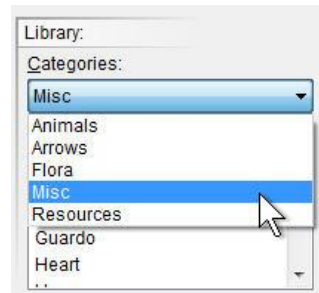 Library:
Categories:
Misc
Animals
Arrows
Flora
Misc
Resources
Guardo
Heart